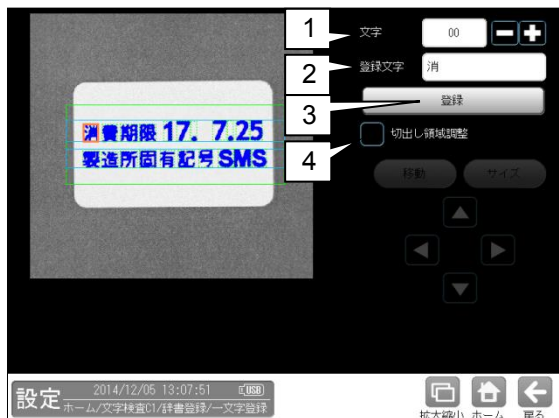 1
文字
00
2
登録文字
消
3
登録
4
切出し領域調整
移動
サイズ
消費期限 17. 7.25
製造所固有記号 SMS
設定
2014/12/05 13:07:51
USB
ホーム/文字検査C1/辞書登録/一文字登録
拡大縮小
ホーム
戻る